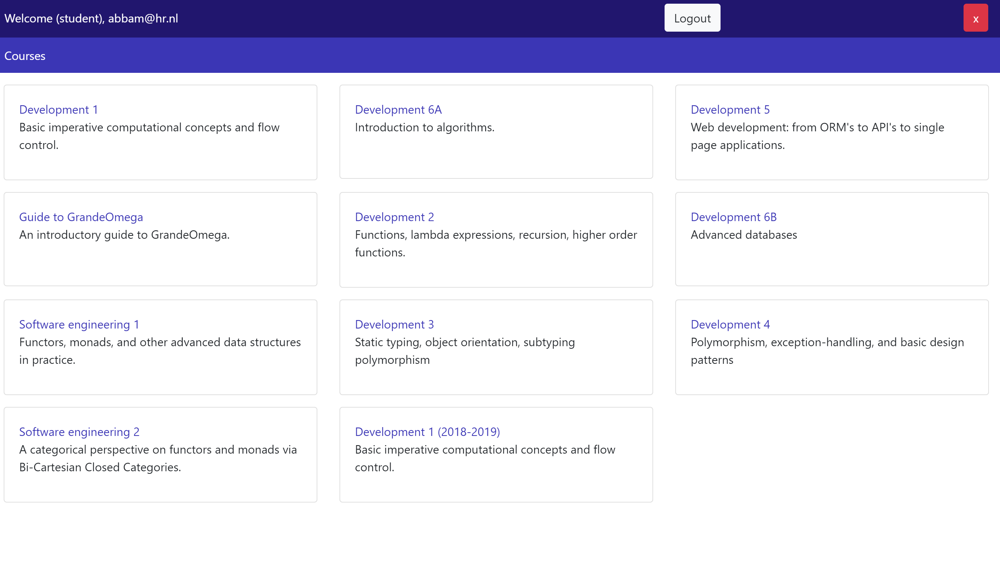 Welcome (student), abbam@hr.nl
Logout
x
Courses
Development 1
Basic imperative computational concepts and flow
control.
Development 6A
Introduction to algorithms.
Development 5
Web development: from ORM's to API's to single
page applications.
Guide to GrandeOmega
An introductory guide to GrandeOmega.
Development 2
Functions, lambda expressions, recursion, higher order
functions.
Development 6B
Advanced databases
Software engineering 1
Functors, monads, and other advanced data structures
in practice.
Development 3
Static typing, object orientation, subtyping
polymorphism
Development 4
Polymorphism, exception-handling, and basic design
patterns
Software engineering 2
A categorical perspective on functors and monads via
Bi-Cartesian Closed Categories.
Development 1 (2018-2019)
Basic imperative computational concepts and flow
control.